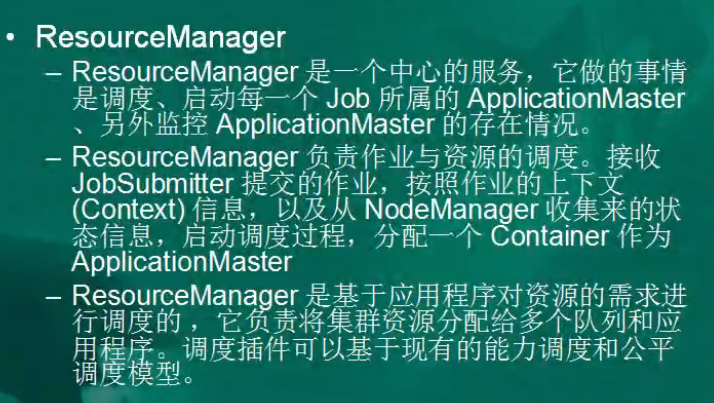 • ResourceManager
– ResourceManager 是一个中心的服务，它做的事情
是调度、启动每一个 Job 所属的 ApplicationMaster
、另外监控 ApplicationMaster 的存在情况。
– ResourceManager 负责作业与资源的调度。接收
JobSubmitter 提交的作业，按照作业的上下文
(Context) 信息，以及从 NodeManager 收集来的状
态信息，启动调度过程，分配一个 Container 作为
ApplicationMaster
– ResourceManager 是基于应用程序对资源的需求进
行调度的 ，它负责将集群资源分配给多个队列和应
用程序。调度插件可以基于现有的能力调度和公平
调度模型。